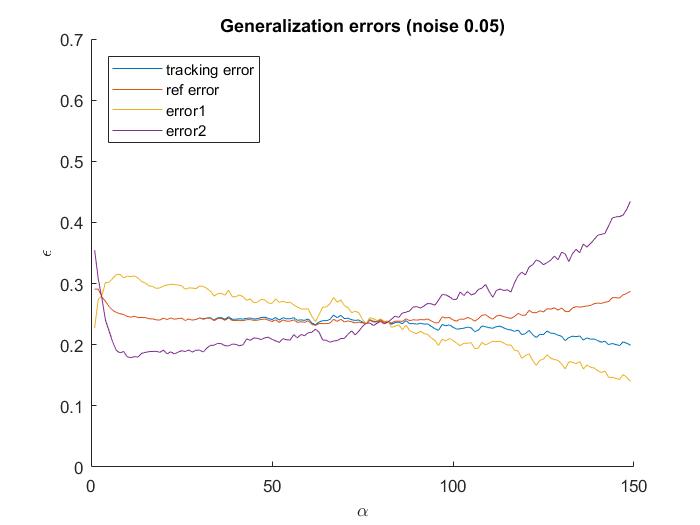 Generalization errors (noise 0.05)
0.7
0.6
0.5
0.4
0.3
0.2
0.1
0
ϵ
tracking error
ref error
error1
error2
0 50 100 150
α